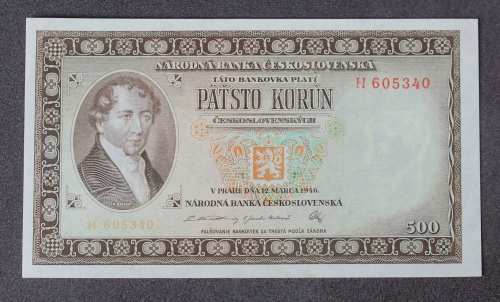 NÁRODNÁ BANKA ČESKOSLOVENSKÁ
TÁTO BANKOVKA PLATÍ
H 605340
PÄŤSTO KORÚN
ČESKOSLOVENSKÝCH
V PRAHE DŇA 12. MARCA 1946.
NÁRODNÁ BANKA ČESKOSLOVENSKÁ
H 605340
500
FALŠOVANIE BANKOVIEK SA TRESTÁ PODĽA ZÁKONA